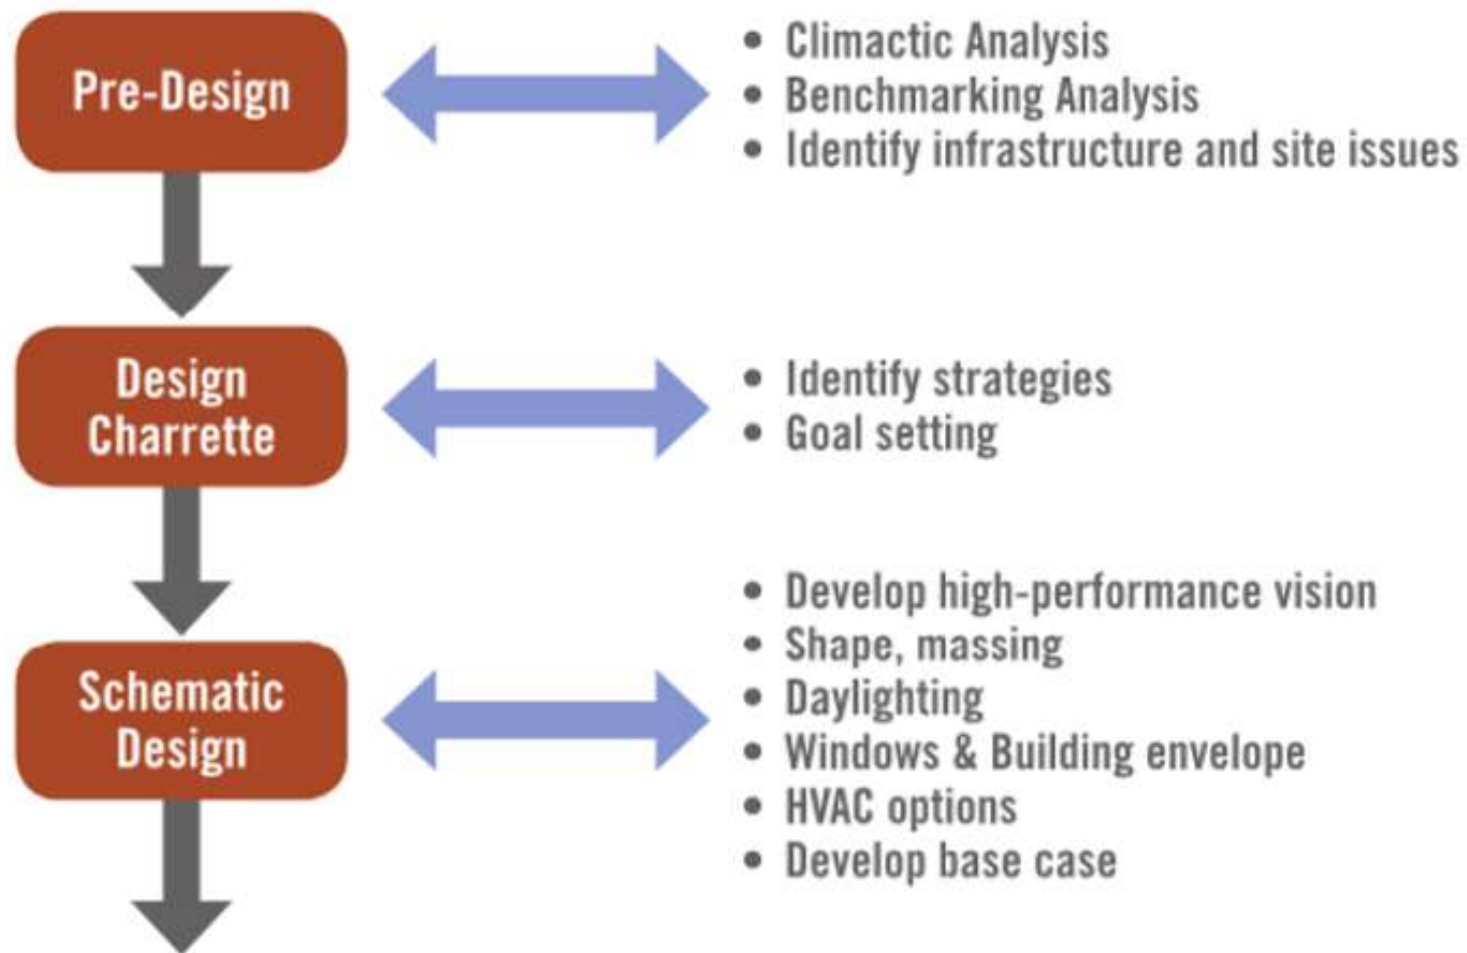 Pre-Design
• Climactic Analysis
• Benchmarking Analysis
• Identify infrastructure and site issues
Design
Charrette
• Identify strategies
• Goal setting
Schematic
Design
• Develop high-performance vision
• Shape, massing
• Daylighting
• Windows & Building envelope
• HVAC options
• Develop base case